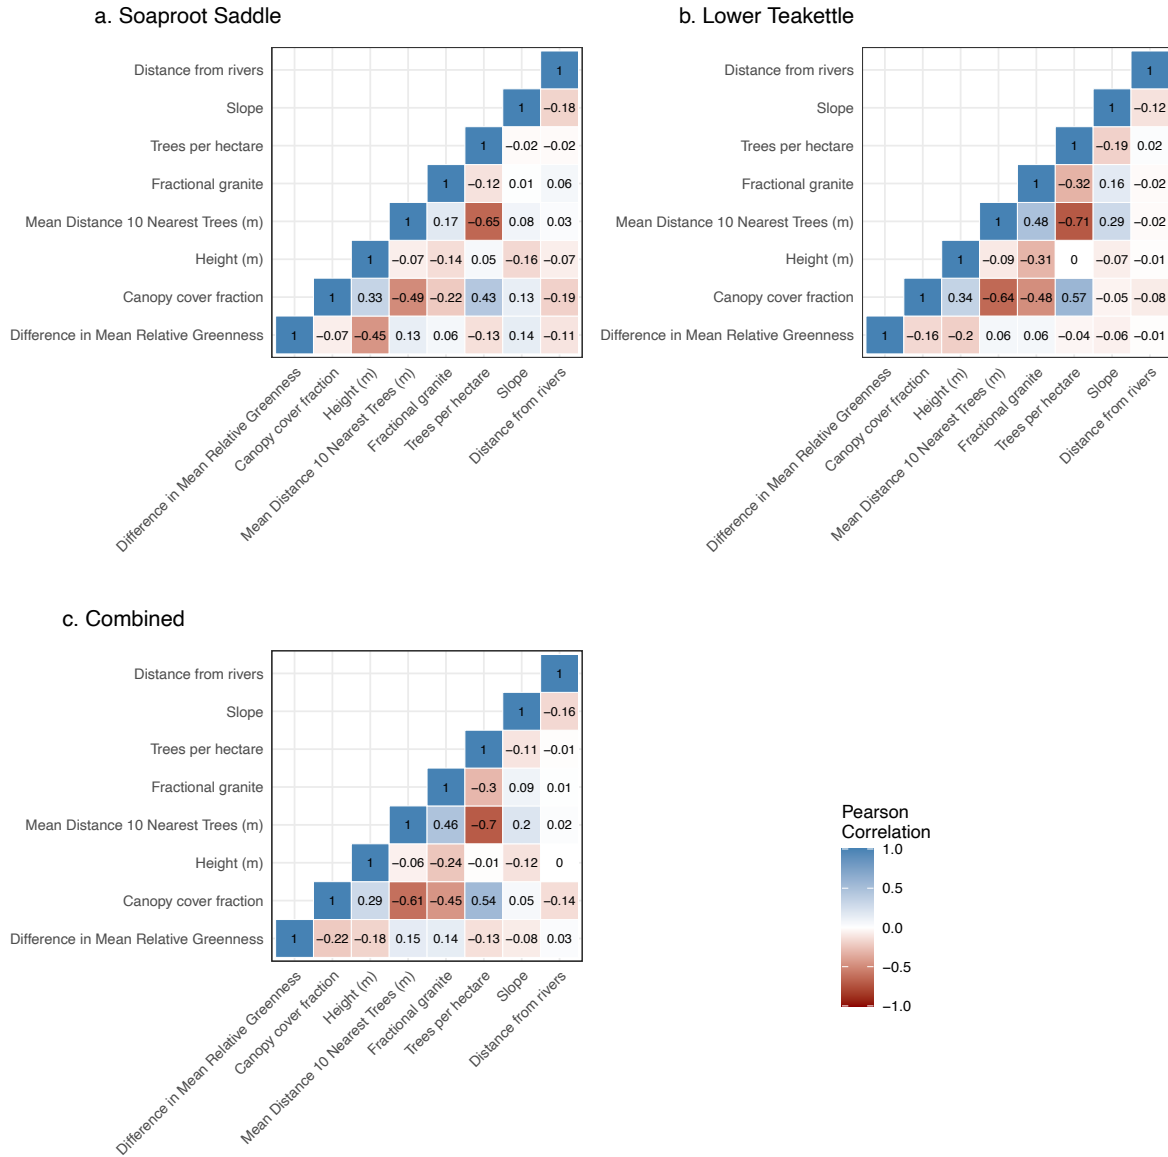 a. Soaproot Saddle
Distance from rivers 1
Slope 1 −0.18
Trees per hectare 1 −0.02 −0.02
Fractional granite 1 −0.12 0.01 0.06
Mean Distance 10 Nearest Trees (m) 1 0.17 −0.65 0.08 0.03
Height (m) 1 −0.07 −0.14 0.05 −0.16 −0.07
Canopy cover fraction 1 0.33 −0.49 −0.22 0.43 0.13 −0.19
Difference in Mean Relative Greenness 1 −0.07 −0.45 0.13 0.06 −0.13 0.14 −0.11
Difference in Mean Relative Greenness
Canopy cover fraction
Height (m)
Mean Distance 10 Nearest Trees (m)
Fractional granite
Trees per hectare
Slope
Distance from rivers
b. Lower Teakettle
Distance from rivers 1
Slope 1 −0.12
Trees per hectare 1 −0.19 0.02
Fractional granite 1 −0.32 0.16 −0.02
Mean Distance 10 Nearest Trees (m) 1 0.48 −0.71 0.29 −0.02
Height (m) 1 −0.09 −0.31 0 −0.07 −0.01
Canopy cover fraction 1 0.34 −0.64 −0.48 0.57 −0.05 −0.08
Difference in Mean Relative Greenness 1 −0.16 −0.2 0.06 0.06 −0.04 −0.06 −0.01
Difference in Mean Relative Greenness
Canopy cover fraction
Height (m)
Mean Distance 10 Nearest Trees (m)
Fractional granite
Trees per hectare
Slope
Distance from rivers
c. Combined
Distance from rivers 1
Slope 1 −0.16
Trees per hectare 1 −0.11 −0.01
Fractional granite 1 −0.3 0.09 0.01
Mean Distance 10 Nearest Trees (m) 1 0.46 −0.7 0.2 0.02
Height (m) 1 −0.06 −0.24 −0.01 −0.12 0
Canopy cover fraction 1 0.29 −0.61 −0.45 0.54 0.05 −0.14
Difference in Mean Relative Greenness 1 −0.22 −0.18 0.15 0.14 −0.13 −0.08 0.03
Difference in Mean Relative Greenness
Canopy cover fraction
Height (m)
Mean Distance 10 Nearest Trees (m)
Fractional granite
Trees per hectare
Slope
Distance from rivers
Pearson
Correlation
1.0
0.5
0.0
−0.5
−1.0